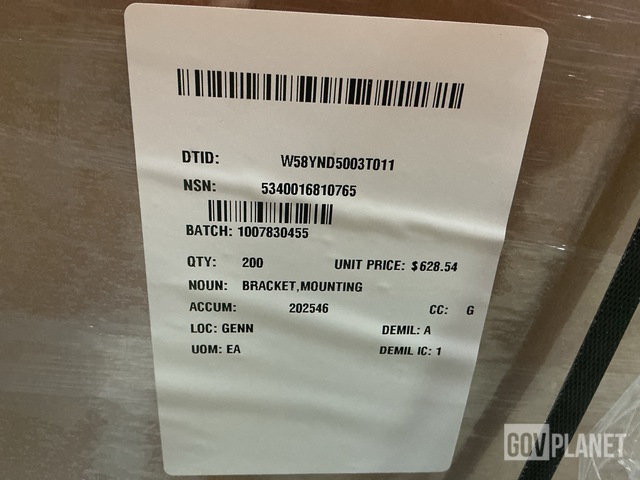 DTID: W58YND5003T011
NSN: 5340016810765
BATCH: 1007830455
QTY: 200 UNIT PRICE: $628.54
NOUN: BRACKET,MOUNTING
ACCUM: 202546 CC: G
LOC: GENN DEMIL: A
UOM: EA DEMIL IC: 1
GOVPLANET